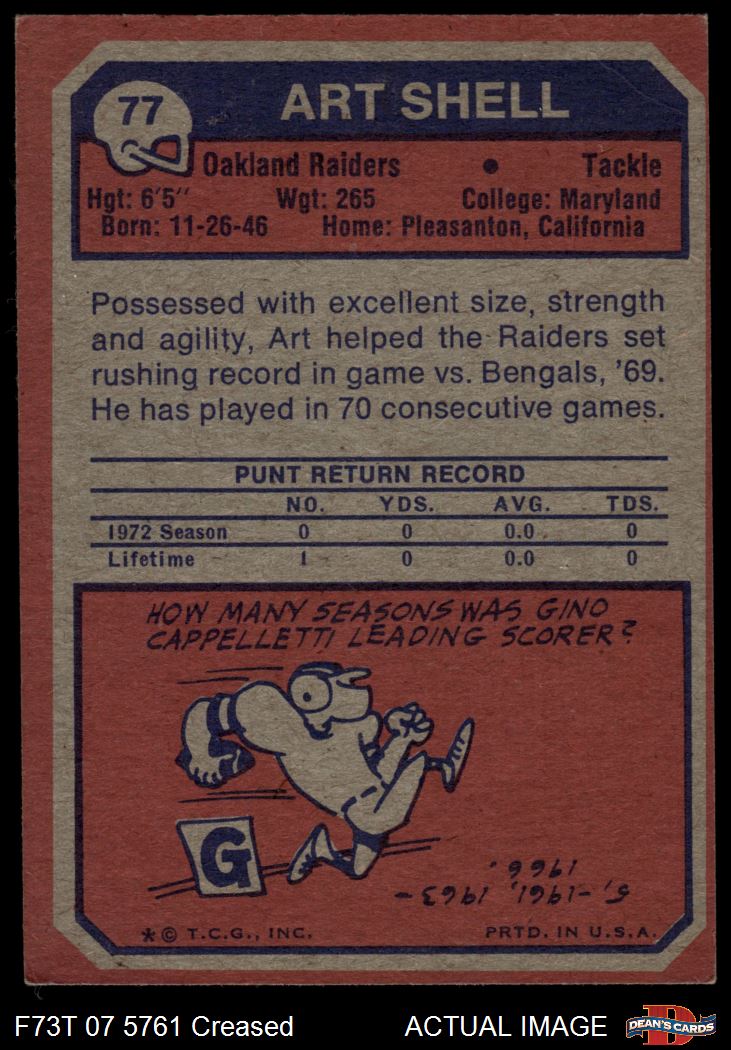 77
ART SHELL
Oakland Raiders • Tackle
Hgt: 6'5" Wgt: 265 College: Maryland
Born: 11-26-46 Home: Pleasanton, California
Possessed with excellent size, strength
and agility, Art helped the Raiders set
rushing record in game vs. Bengals, '69.
He has played in 70 consecutive games.
PUNT RETURN RECORD
NO. YDS. AVG. TDS.
1972 Season 0 0 0.0 0
Lifetime 1 0 0.0 0
HOW MANY SEASONS WAS GINO
CAPPELLETTI LEADING SCORER?
G
5, -1961, 1963-
1966.
* © T.C.G., INC. PRTD. IN U.S.A.
F73T 07 5761 Creased ACTUAL IMAGE
D
DEAN'S CARDS